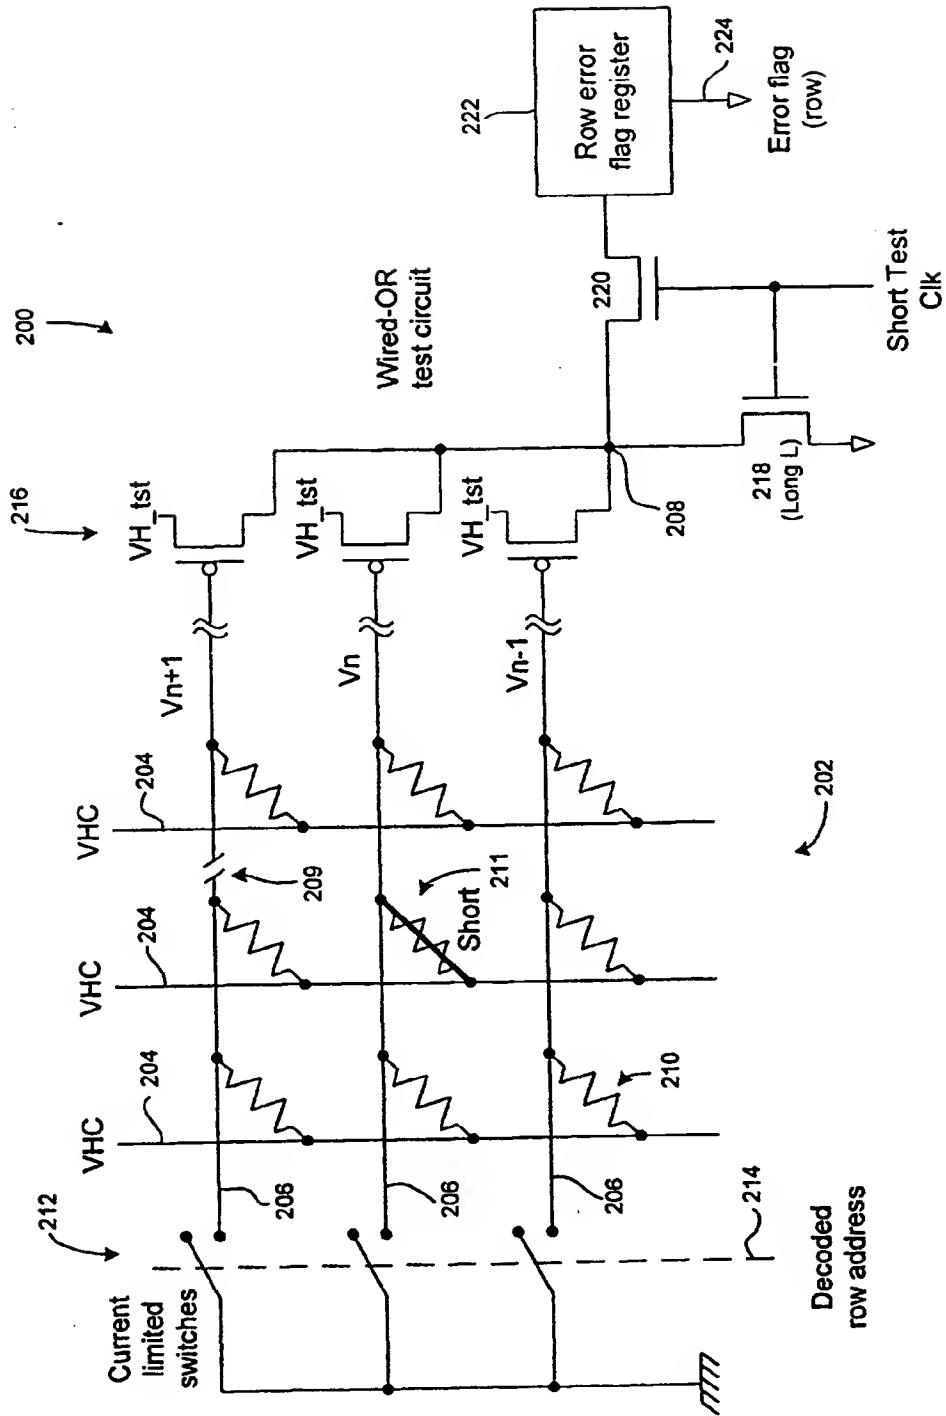 212
216
200
Current
limited
switches
VHC
VHC
VHC
204
204
204
206
209
Vn+1
VH_tst
206
Short
211
Vn
VH_tst
Wired-OR
test circuit
206
210
Vn-1
VH_tst
222
Row error
flag register
220
208
224
Error flag
(row)
214
202
218
(Long L)
Decoded
row address
Short Test
Clk